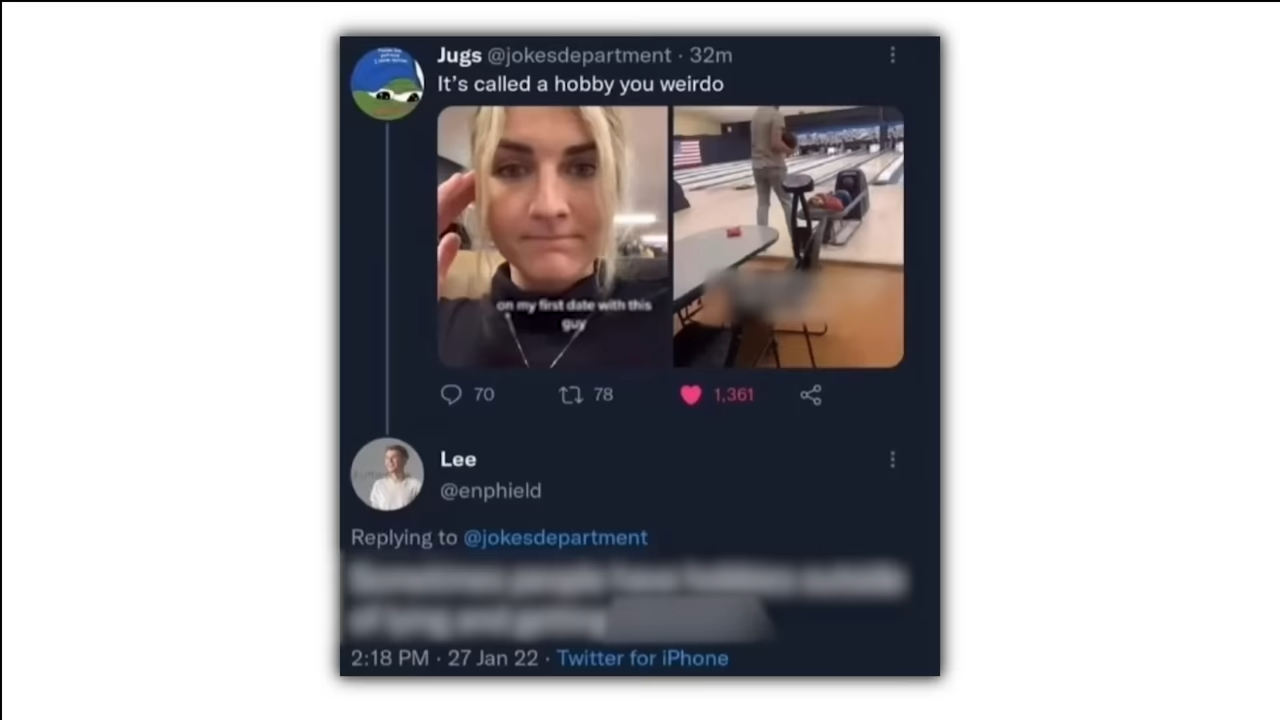 Jugs @jokesdepartment · 32m
It's called a hobby you weirdo
on my first date with this
guy
70 78 1,361
Lee
@enphield
Replying to @jokesdepartment
2:18 PM · 27 Jan 22 · Twitter for iPhone